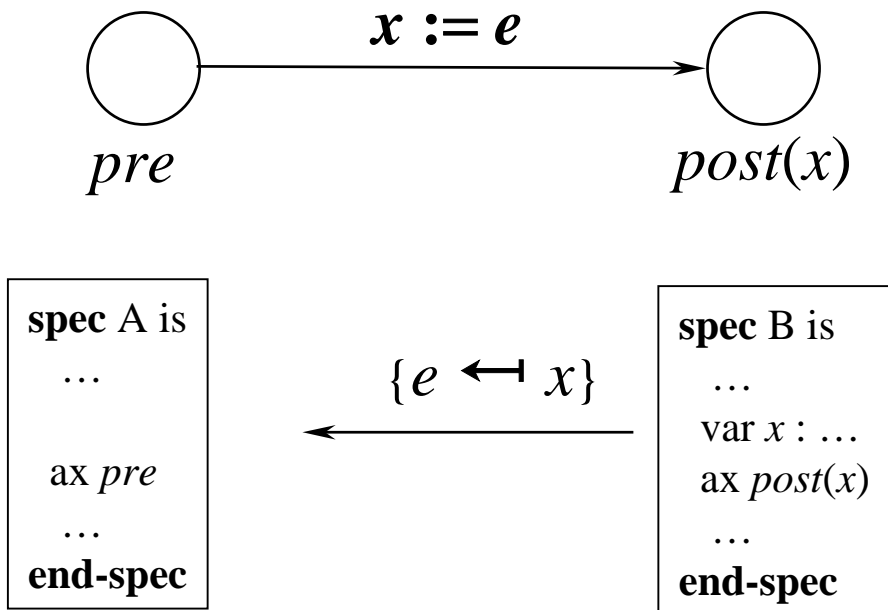 x := e
pre
post(x)
spec A is
…
ax pre
…
end-spec
{e ↤ x}
spec B is
…
var x : …
ax post(x)
…
end-spec